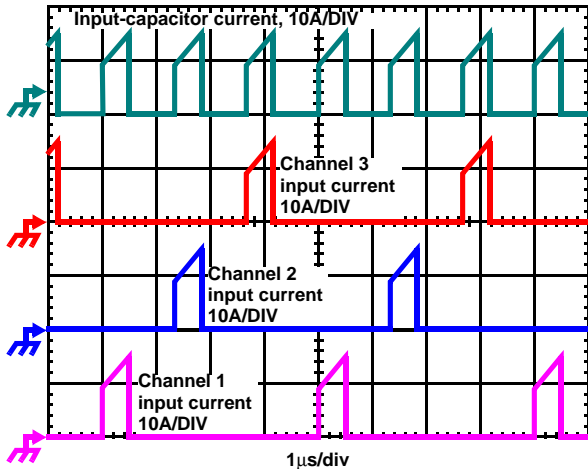 Input-capacitor current, 10A/DIV
Channel 3
input current
10A/DIV
Channel 2
input current
10A/DIV
Channel 1
input current
10A/DIV
1µs/div